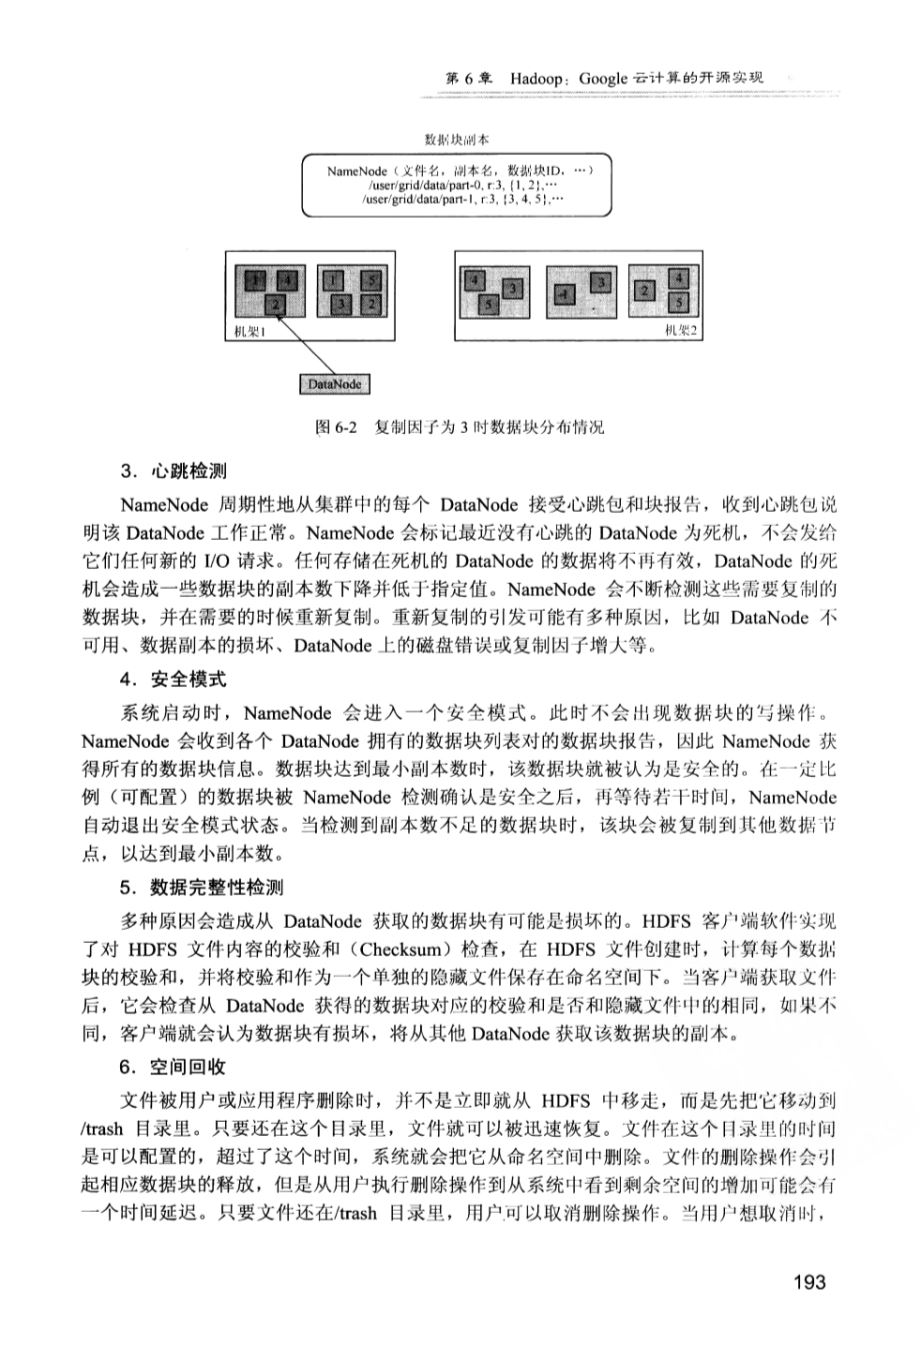 第 6 章 Hadoop：Google 云计算的开源实现
数据块副本
NameNode（文件名，副本名，数据块ID，…）
/user/grid/data/part-0, r:3, {1, 2},…
/user/grid/data/part-1, r:3, {3, 4, 5},…
1 4 1 5 4 3 3 4
2 3 2 5 4 2 5
机架1 机架2
DataNode
图 6-2 复制因子为 3 时数据块分布情况
3．心跳检测
NameNode 周期性地从集群中的每个 DataNode 接受心跳包和块报告，收到心跳包说
明该 DataNode 工作正常。NameNode 会标记最近没有心跳的 DataNode 为死机，不会发给
它们任何新的 I/O 请求。任何存储在死机的 DataNode 的数据将不再有效，DataNode 的死
机会造成一些数据块的副本数下降并低于指定值。NameNode 会不断检测这些需要复制的
数据块，并在需要的时候重新复制。重新复制的引发可能有多种原因，比如 DataNode 不
可用、数据副本的损坏、DataNode 上的磁盘错误或复制因子增大等。
4．安全模式
系统启动时，NameNode 会进入一个安全模式。此时不会出现数据块的写操作。
NameNode 会收到各个 DataNode 拥有的数据块列表对的数据块报告，因此 NameNode 获
得所有的数据块信息。数据块达到最小副本数时，该数据块就被认为是安全的。在一定比
例（可配置）的数据块被 NameNode 检测确认是安全之后，再等待若干时间，NameNode
自动退出安全模式状态。当检测到副本数不足的数据块时，该块会被复制到其他数据节
点，以达到最小副本数。
5．数据完整性检测
多种原因会造成从 DataNode 获取的数据块有可能是损坏的。HDFS 客户端软件实现
了对 HDFS 文件内容的校验和（Checksum）检查，在 HDFS 文件创建时，计算每个数据
块的校验和，并将校验和作为一个单独的隐藏文件保存在命名空间下。当客户端获取文件
后，它会检查从 DataNode 获得的数据块对应的校验和是否和隐藏文件中的相同，如果不
同，客户端就会认为数据块有损坏，将从其他 DataNode 获取该数据块的副本。
6．空间回收
文件被用户或应用程序删除时，并不是立即就从 HDFS 中移走，而是先把它移动到
/trash 目录里。只要还在这个目录里，文件就可以被迅速恢复。文件在这个目录里的时间
是可以配置的，超过了这个时间，系统就会把它从命名空间中删除。文件的删除操作会引
起相应数据块的释放，但是从用户执行删除操作到从系统中看到剩余空间的增加可能会有
一个时间延迟。只要文件还在/trash 目录里，用户可以取消删除操作。当用户想取消时，
193